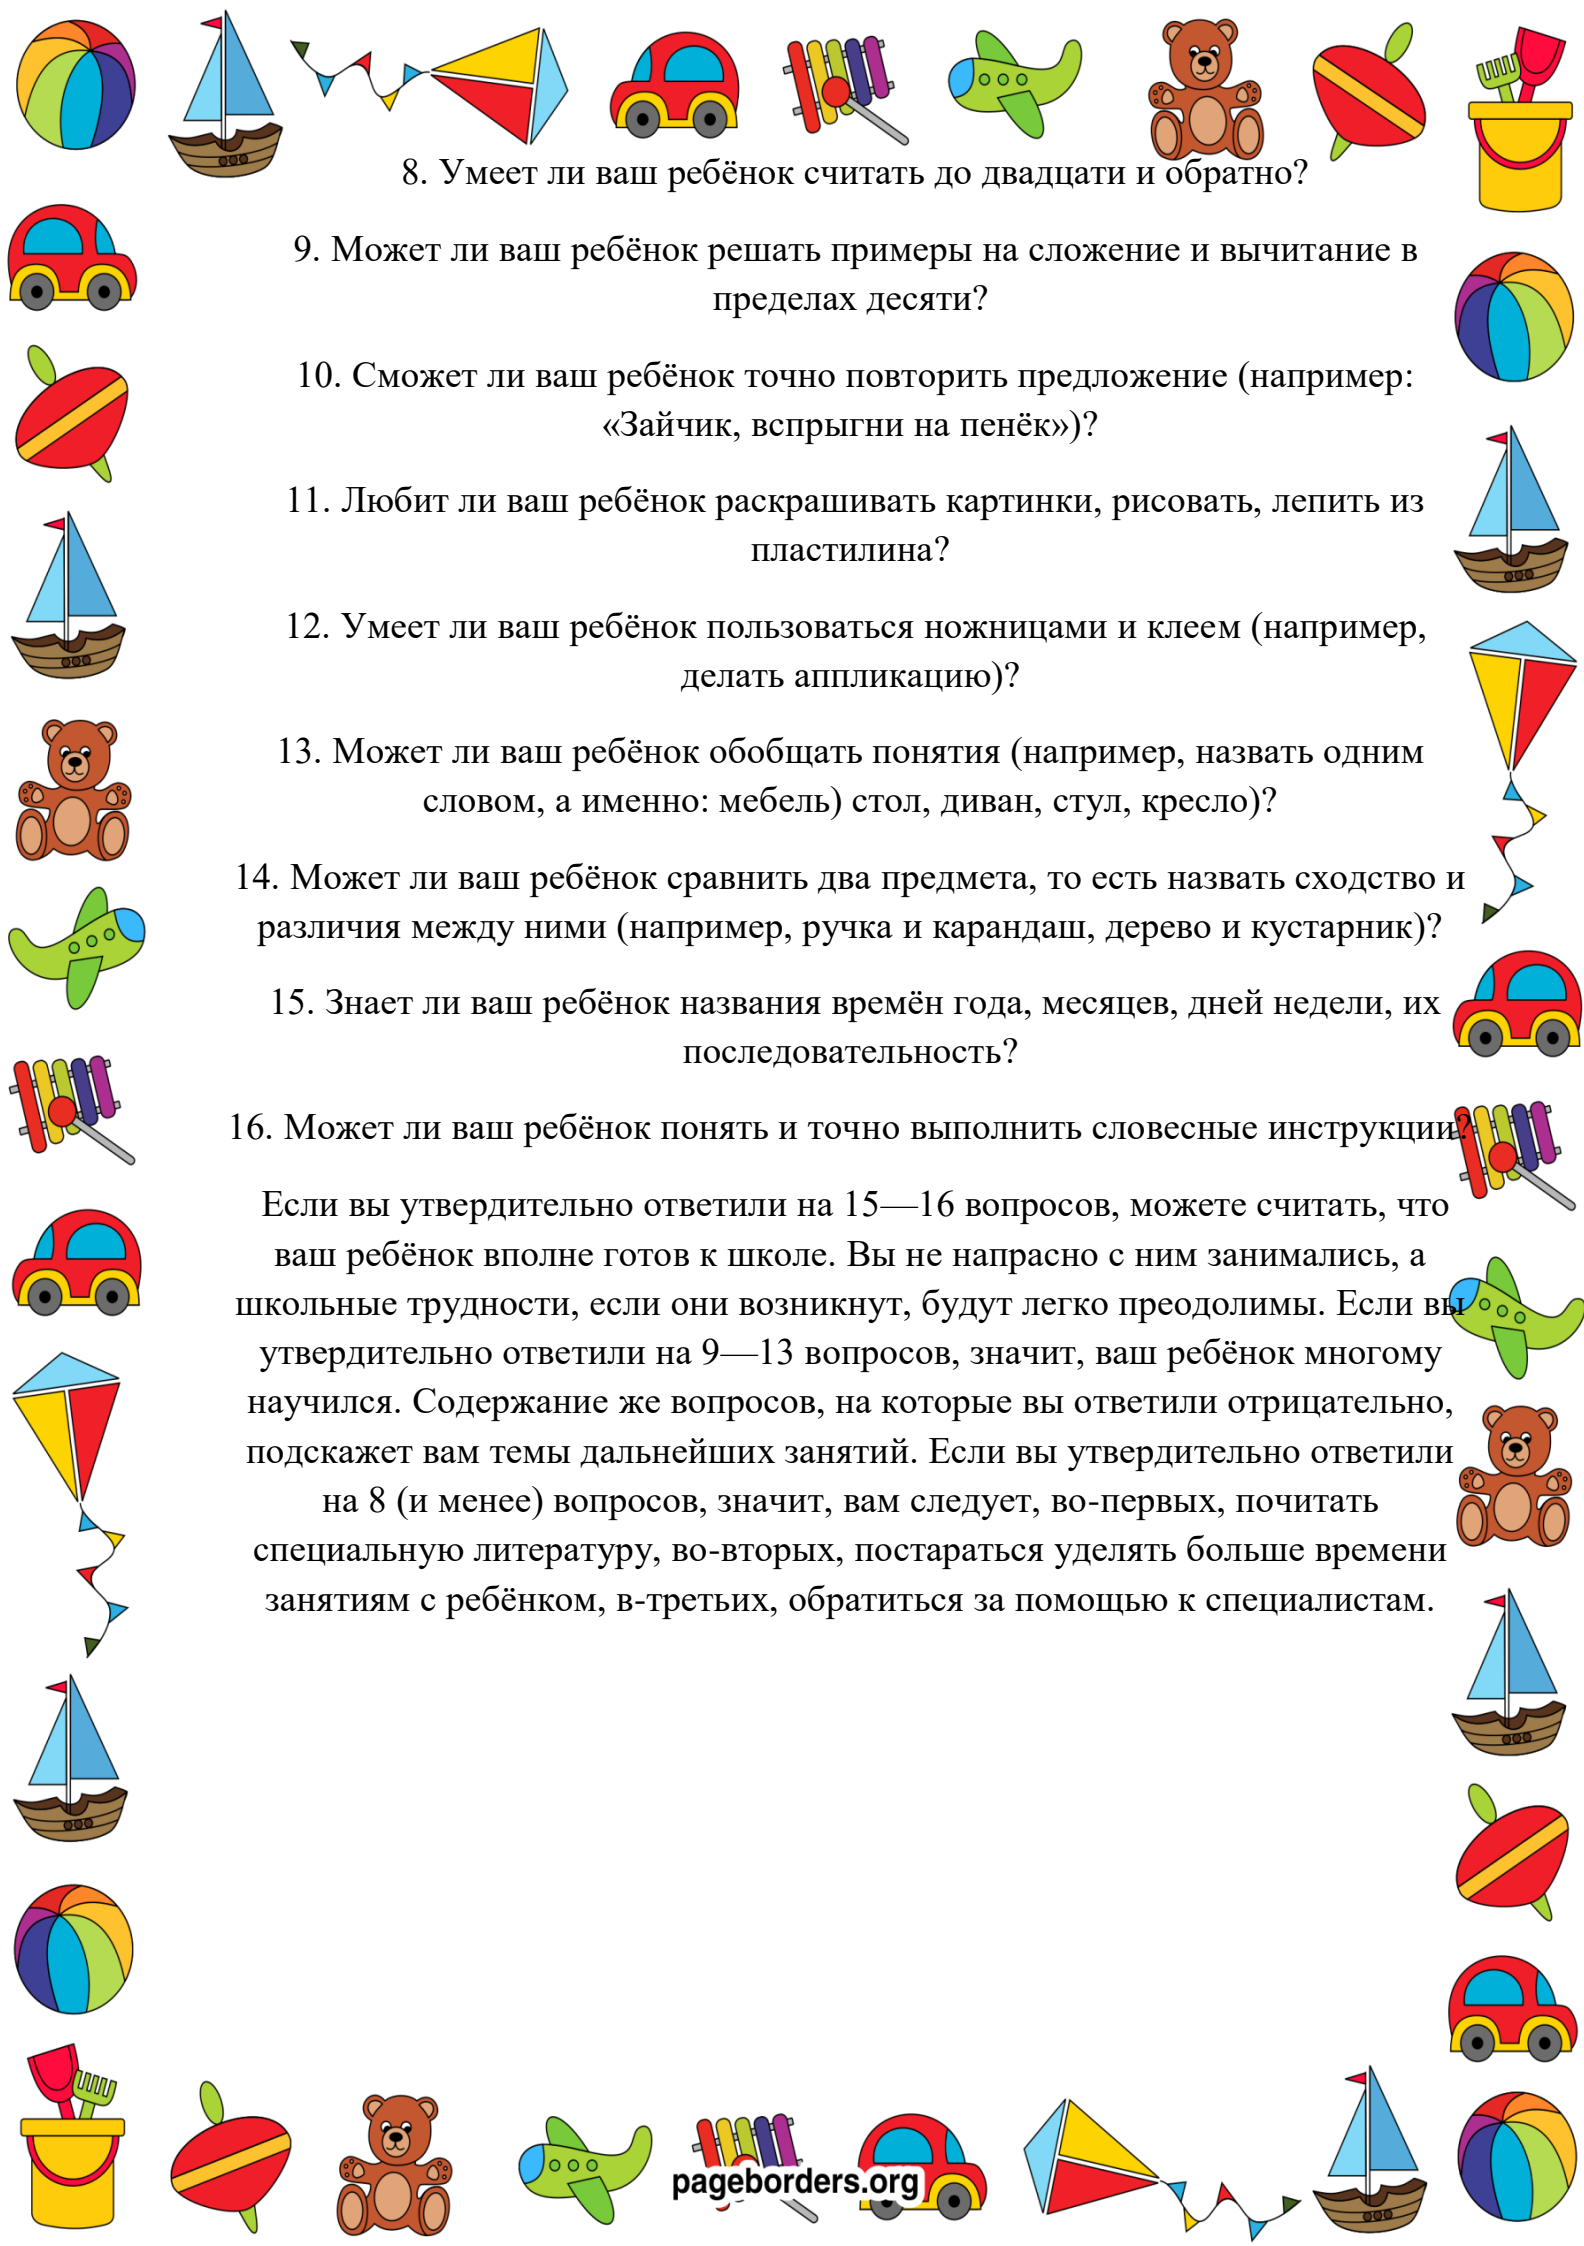 8. Умеет ли ваш ребёнок считать до двадцати и обратно?
9. Может ли ваш ребёнок решать примеры на сложение и вычитание в
пределах десяти?
10. Сможет ли ваш ребёнок точно повторить предложение (например:
«Зайчик, вспрыгни на пенёк»)?
11. Любит ли ваш ребёнок раскрашивать картинки, рисовать, лепить из
пластилина?
12. Умеет ли ваш ребёнок пользоваться ножницами и клеем (например,
делать аппликацию)?
13. Может ли ваш ребёнок обобщать понятия (например, назвать одним
словом, а именно: мебель) стол, диван, стул, кресло)?
14. Может ли ваш ребёнок сравнить два предмета, то есть назвать сходство и
различия между ними (например, ручка и карандаш, дерево и кустарник)?
15. Знает ли ваш ребёнок названия времён года, месяцев, дней недели, их
последовательность?
16. Может ли ваш ребёнок понять и точно выполнить словесные инструкции?
Если вы утвердительно ответили на 15—16 вопросов, можете считать, что
ваш ребёнок вполне готов к школе. Вы не напрасно с ним занимались, а
школьные трудности, если они возникнут, будут легко преодолимы. Если вы
утвердительно ответили на 9—13 вопросов, значит, ваш ребёнок многому
научился. Содержание же вопросов, на которые вы ответили отрицательно,
подскажет вам темы дальнейших занятий. Если вы утвердительно ответили
на 8 (и менее) вопросов, значит, вам следует, во-первых, почитать
специальную литературу, во-вторых, постараться уделять больше времени
занятиям с ребёнком, в-третьих, обратиться за помощью к специалистам.
pageborders.org